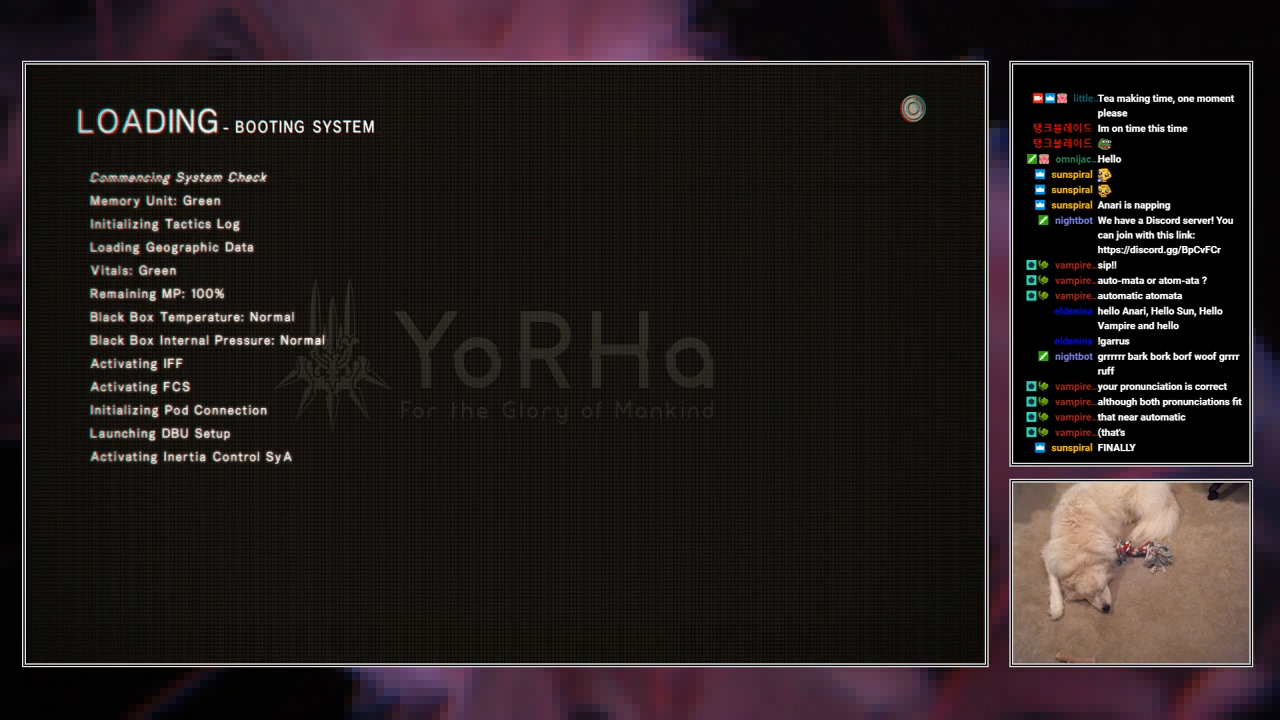 LOADING - BOOTING SYSTEM
Commencing System Check
Memory Unit: Green
Initializing Tactics Log
Loading Geographic Data
Vitals: Green
Remaining MP: 100%
Black Box Temperature: Normal
Black Box Internal Pressure: Normal
Activating IFF
Activating FCS
Initializing Pod Connection
Launching DBU Setup
Activating Inertia Control SyA
YoRHa
For the Glory of Mankind
little.. Tea making time, one moment
please
탱크블레이드 Im on time this time
탱크블레이드
omnijac.. Hello
sunspiral
sunspiral
sunspiral Anari is napping
nightbot We have a Discord server! You
can join with this link:
https://discord.gg/BpCvFCr
vampire.. sip!!
vampire.. auto-mata or atom-ata ?
vampire.. automatic atomata
eldenina hello Anari, Hello Sun, Hello
Vampire and hello
eldenina !garrus
nightbot grrrrrr bark bork borf woof grrrr
ruff
vampire.. your pronunciation is correct
vampire.. although both pronunciations fit
vampire.. that near automatic
vampire.. (that's
sunspiral FINALLY